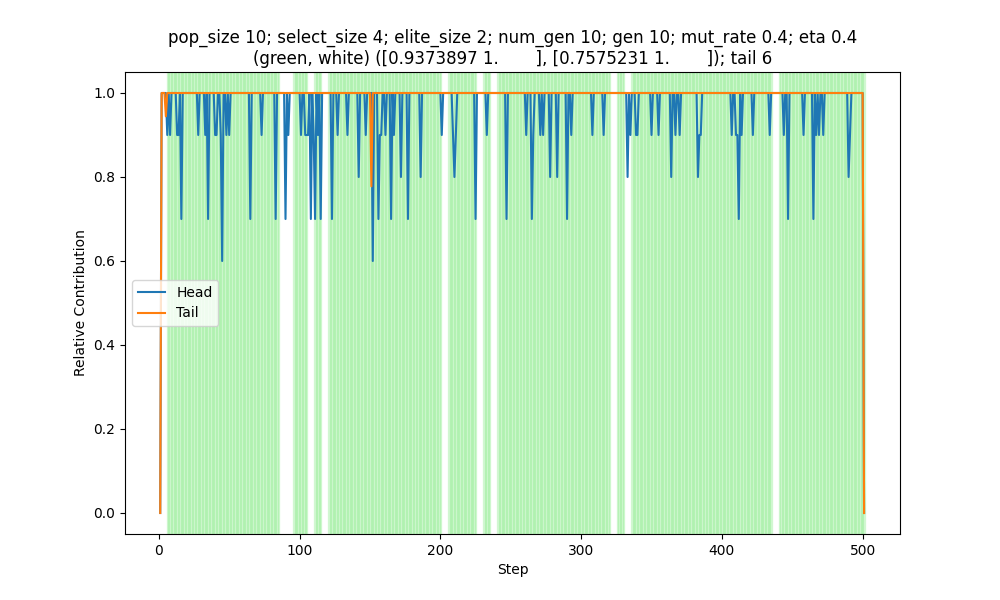 pop_size 10; select_size 4; elite_size 2; num_gen 10; gen 10; mut_rate 0.4; eta 0.4
(green, white) ([0.9373897 1.        ], [0.7575231 1.        ]); tail 6
1.0
0.8
0.6
0.4
0.2
0.0
Relative Contribution
Head
Tail
0
100
200
300
400
500
Step